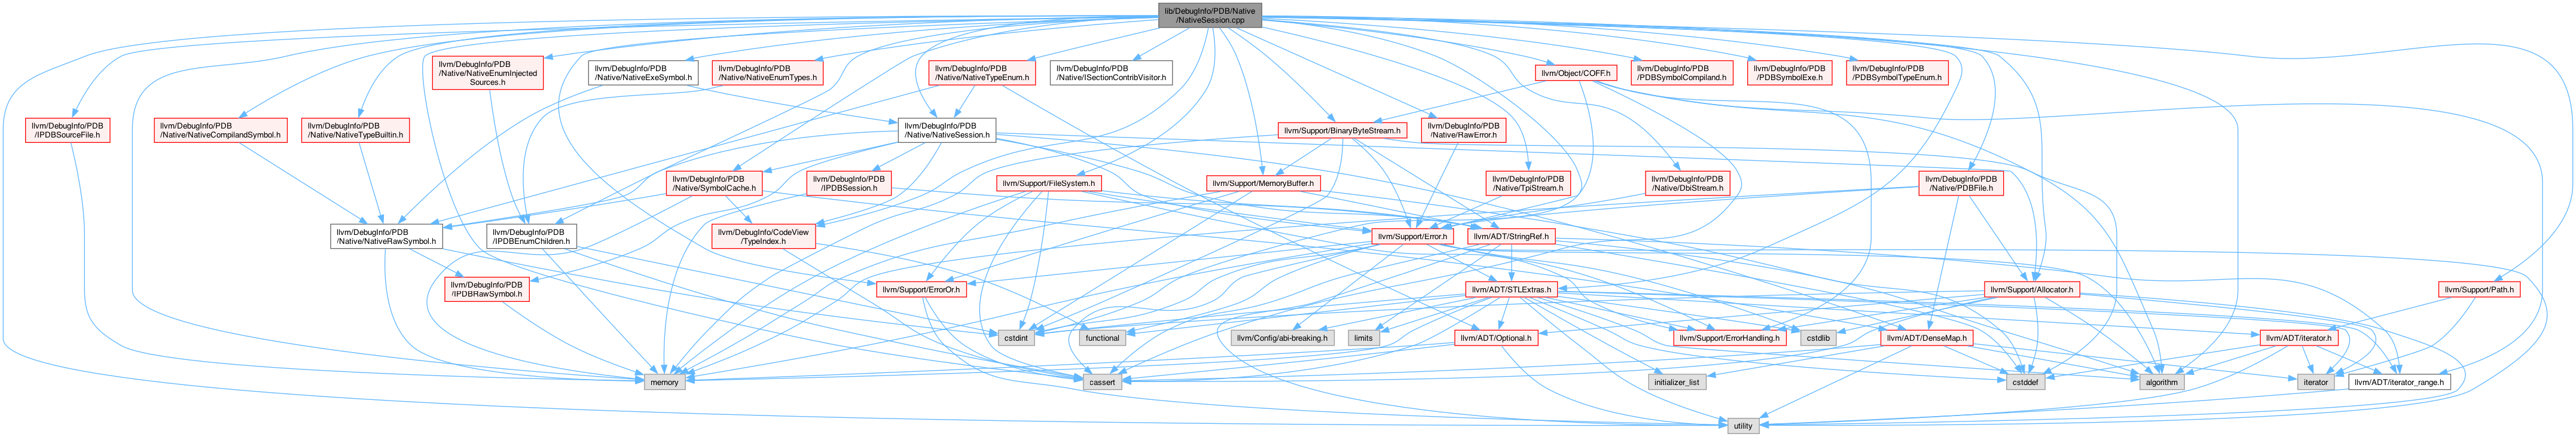 lib/DebugInfo/PDB/Native
/NativeSession.cpp
llvm/DebugInfo/PDB
/Native/NativeEnumInjected
Sources.h
llvm/DebugInfo/PDB
/Native/NativeExeSymbol.h
llvm/DebugInfo/PDB
/Native/NativeEnumTypes.h
llvm/DebugInfo/PDB
/Native/NativeTypeEnum.h
llvm/DebugInfo/PDB
/Native/ISectionContribVisitor.h
llvm/Object/COFF.h
llvm/DebugInfo/PDB
/PDBSymbolCompiland.h
llvm/DebugInfo/PDB
/PDBSymbolExe.h
llvm/DebugInfo/PDB
/PDBSymbolTypeEnum.h
llvm/DebugInfo/PDB
/IPDBSourceFile.h
llvm/DebugInfo/PDB
/Native/NativeCompilandSymbol.h
llvm/DebugInfo/PDB
/Native/NativeTypeBuiltin.h
llvm/DebugInfo/PDB
/Native/NativeSession.h
llvm/Support/BinaryByteStream.h
llvm/DebugInfo/PDB
/Native/RawError.h
llvm/DebugInfo/PDB
/Native/SymbolCache.h
llvm/DebugInfo/PDB
/IPDBSession.h
llvm/Support/FileSystem.h
llvm/Support/MemoryBuffer.h
llvm/DebugInfo/PDB
/Native/TpiStream.h
llvm/DebugInfo/PDB
/Native/DbiStream.h
llvm/DebugInfo/PDB
/Native/PDBFile.h
llvm/DebugInfo/PDB
/Native/NativeRawSymbol.h
llvm/DebugInfo/PDB
/IPDBEnumChildren.h
llvm/DebugInfo/CodeView
/TypeIndex.h
llvm/Support/Error.h
llvm/ADT/StringRef.h
llvm/DebugInfo/PDB
/IPDBRawSymbol.h
llvm/Support/ErrorOr.h
llvm/ADT/STLExtras.h
llvm/Support/Allocator.h
llvm/Support/Path.h
cstdint
functional
llvm/Config/abi-breaking.h
limits
llvm/ADT/Optional.h
llvm/Support/ErrorHandling.h
cstdlib
llvm/ADT/DenseMap.h
llvm/ADT/iterator.h
memory
cassert
initializer_list
cstddef
algorithm
iterator
llvm/ADT/iterator_range.h
utility